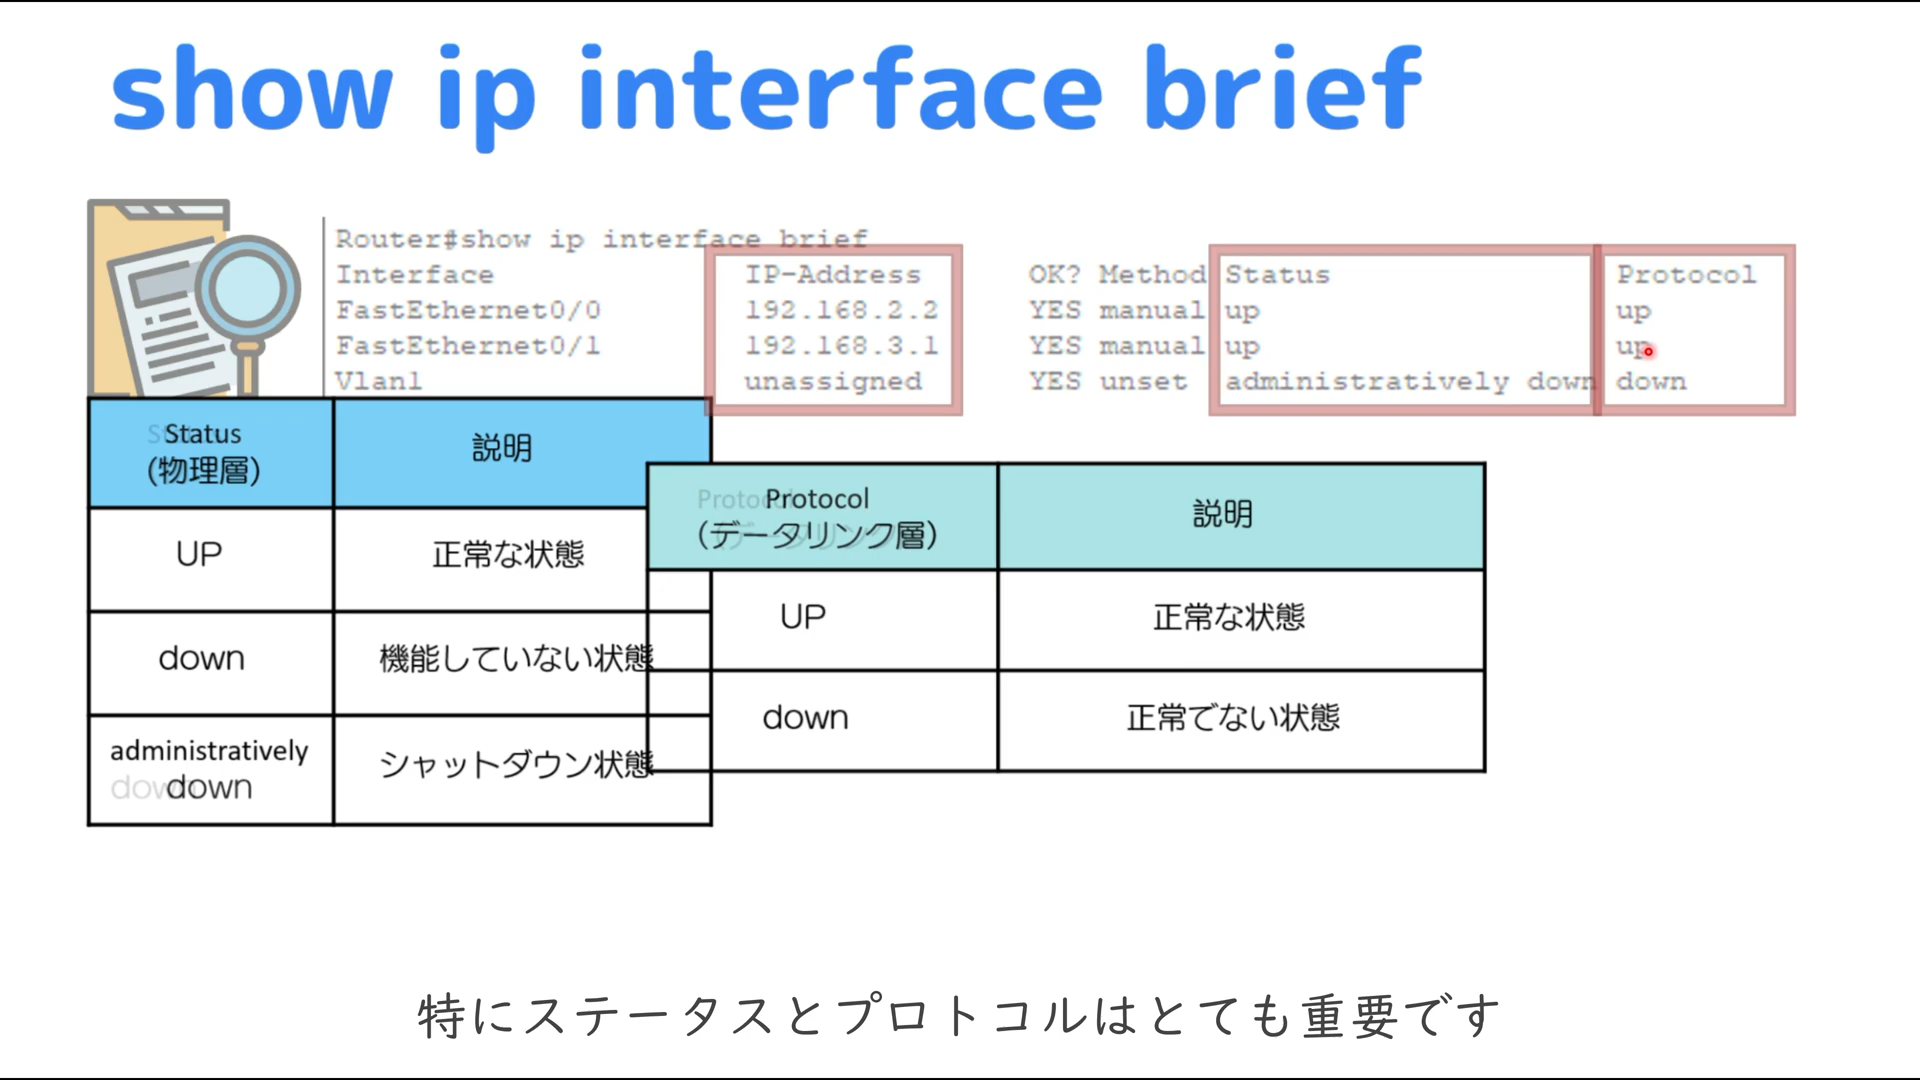 show ip interface brief
Router#show ip interface brief
Interface IP-Address OK? Method Status Protocol
FastEthernet0/0 192.168.2.2 YES manual up up
FastEthernet0/1 192.168.3.1 YES manual up up
Vlan1 unassigned YES unset administratively down down
Status
(物理層)
説明
UP 正常な状態
down 機能していない状態
administratively
down
シャットダウン状態
Protocol
(データリンク層)
説明
UP 正常な状態
down 正常でない状態
特にステータスとプロトコルはとても重要です